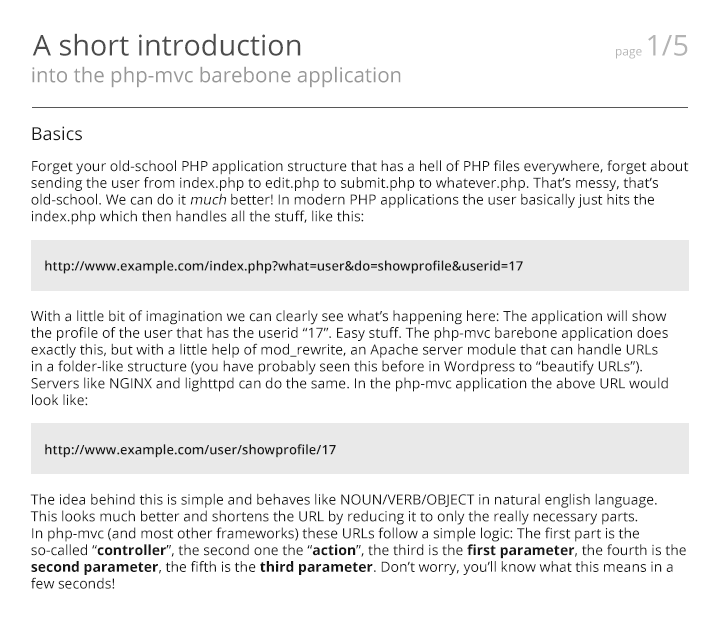 A short introduction
page 1/5
into the php-mvc barebone application
Basics
Forget your old-school PHP application structure that has a hell of PHP files everywhere, forget about
sending the user from index.php to edit.php to submit.php to whatever.php. That's messy, that's
old-school. We can do it much better! In modern PHP applications the user basically just hits the
index.php which then handles all the stuff, like this:
http://www.example.com/index.php?what=user&do=showprofile&userid=17
With a little bit of imagination we can clearly see what's happening here: The application will show
the profile of the user that has the userid “17”. Easy stuff. The php-mvc barebone application does
exactly this, but with a little help of mod_rewrite, an Apache server module that can handle URLs
in a folder-like structure (you have probably seen this before in Wordpress to “beautify URLs”).
Servers like NGINX and lighttpd can do the same. In the php-mvc application the above URL would
look like:
http://www.example.com/user/showprofile/17
The idea behind this is simple and behaves like NOUN/VERB/OBJECT in natural english language.
This looks much better and shortens the URL by reducing it to only the really necessary parts.
In php-mvc (and most other frameworks) these URLs follow a simple logic: The first part is the
so-called “controller”, the second one the “action”, the third is the first parameter, the fourth is the
second parameter, the fifth is the third parameter. Don't worry, you'll know what this means in a
few seconds!